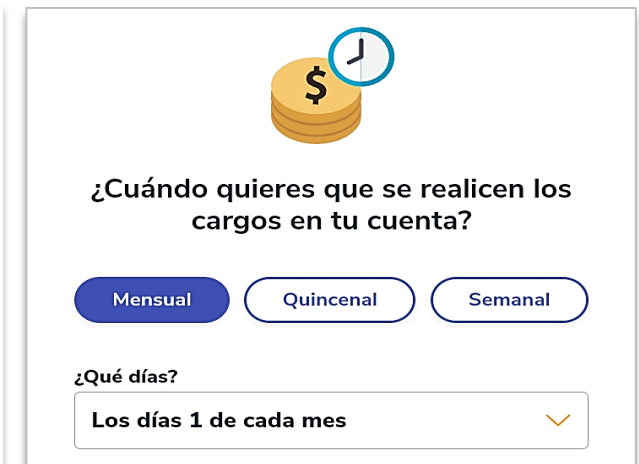 $
¿Cuándo quieres que se realicen los
cargos en tu cuenta?
Mensual Quincenal Semanal
¿Qué días?
Los días 1 de cada mes